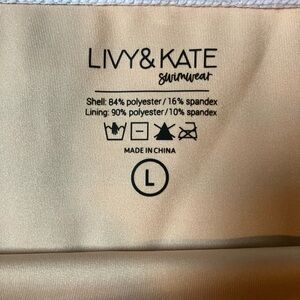 LIVY&KATE
swimwear
Shell: 84% polyester / 16% spandex
Lining: 90% polyester / 10% spandex
MADE IN CHINA
L